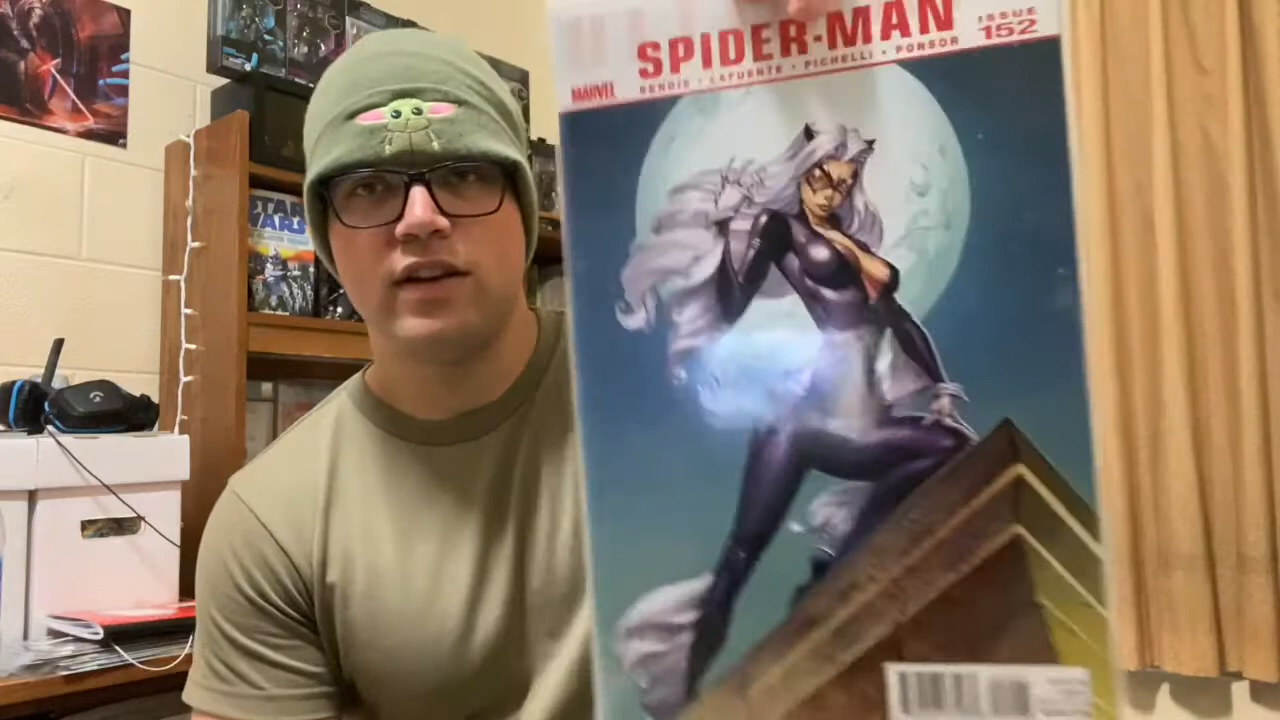 SPIDER-MAN
ISSUE
152
MARVEL
BENDIS • LAFUENTE • PICHELLI • PONSOR
STAR
WARS
G